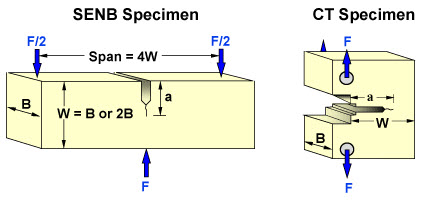 SENB Specimen
F/2
F/2
Span = 4W
B
W = B or 2B
a
F
CT Specimen
F
a
W
B
F